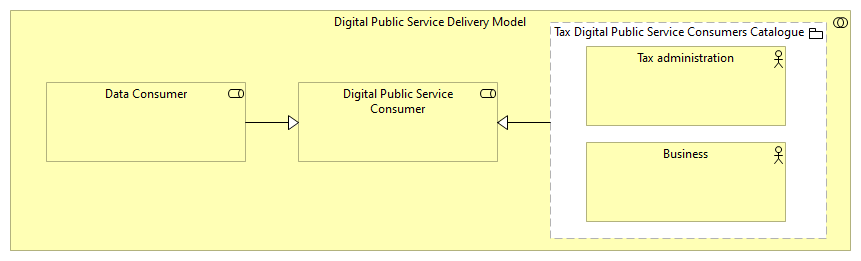 Digital Public Service Delivery Model
Tax Digital Public Service Consumers Catalogue
Tax administration
Data Consumer
Digital Public Service
Consumer
Business